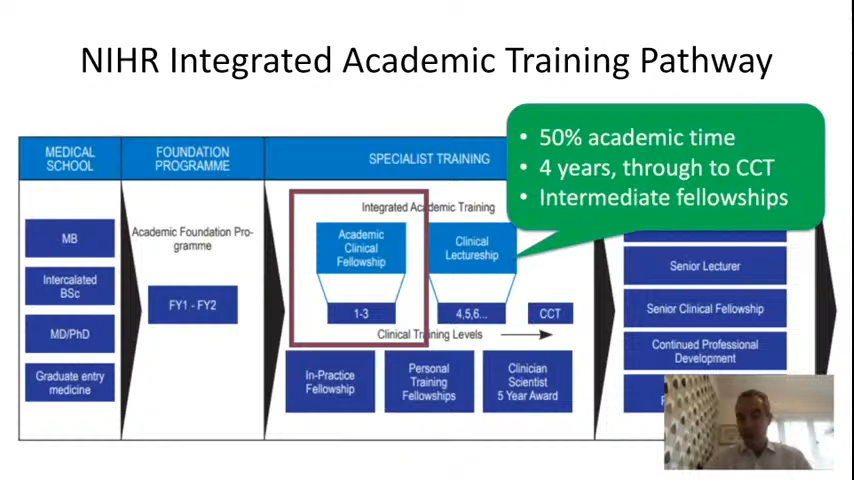 NIHR Integrated Academic Training Pathway
• 50% academic time
• 4 years, through to CCT
• Intermediate fellowships
MEDICAL
SCHOOL
FOUNDATION
PROGRAMME
SPECIALIST TRAINING
MB
Intercalated
BSc
MD/PhD
Graduate entry
medicine
Academic Foundation Pro-
gramme
FY1 - FY2
Integrated Academic Training
Academic
Clinical
Fellowship
Clinical
Lectureship
1-3
4,5,6...
CCT
Clinical Training Levels
In-Practice
Fellowship
Personal
Training
Fellowships
Clinician
Scientist
5 Year Award
Senior Lecturer
Senior Clinical Fellowship
Continued Professional
Development